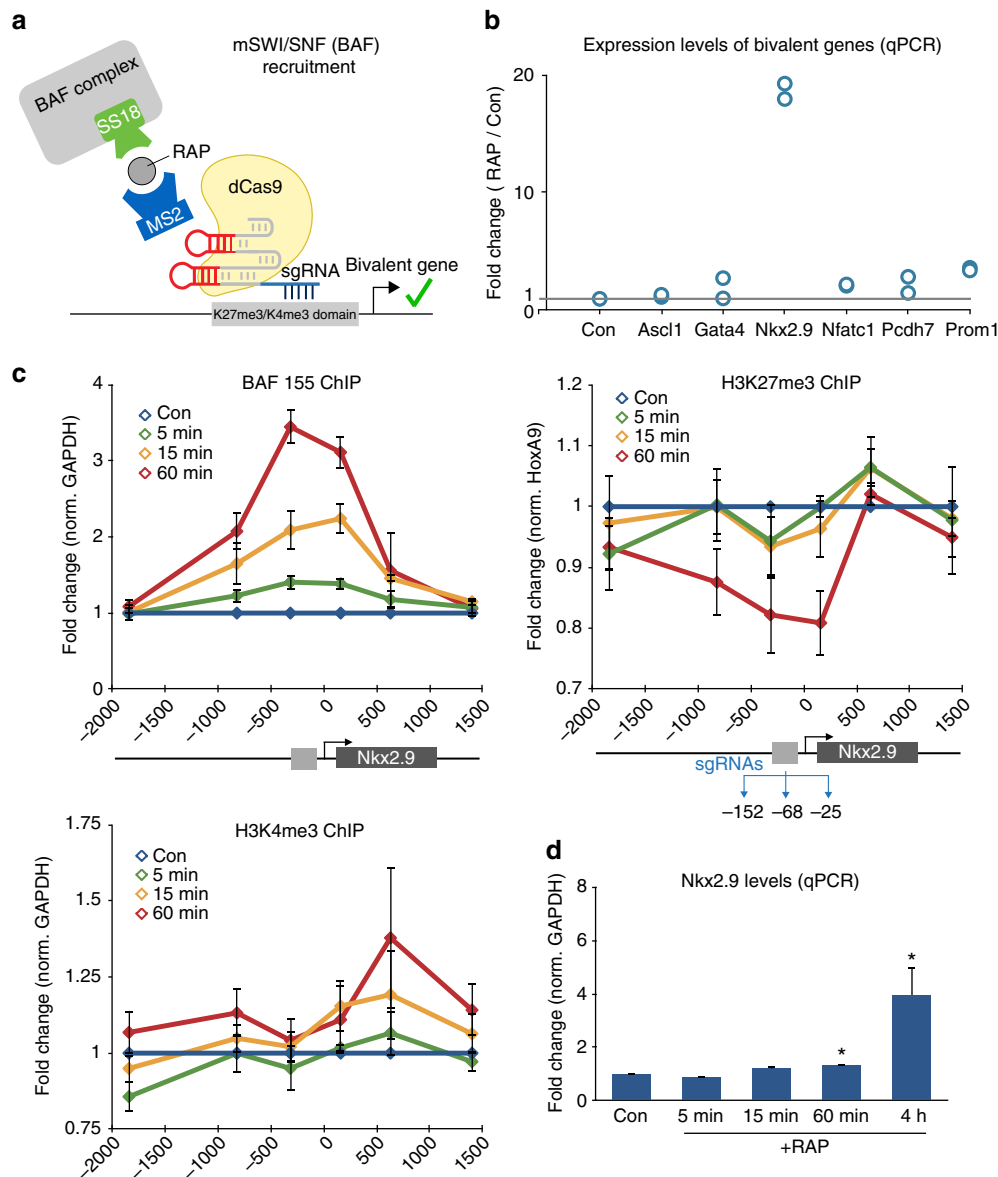 a
mSWI/SNF (BAF)
recruitment
BAF complex
SS18
RAP
MS2
dCas9
sgRNA
Bivalent gene
K27me3/K4me3 domain
b
Expression levels of bivalent genes (qPCR)
Fold change ( RAP / Con)
20
10
5
1
0
Con Ascl1 Gata4 Nkx2.9 Nfatc1 Pcdh7 Prom1
c
BAF 155 ChIP
Fold change (norm. GAPDH)
4
3
2
1
0
Con
5 min
15 min
60 min
−2000 −1500 −1000 −500 0 500 1000 1500
Nkx2.9
H3K27me3 ChIP
Fold change (norm. HoxA9)
1.2
1.1
1
0.9
0.8
0.7
Con
5 min
15 min
60 min
−2000 −1500 −1000 −500 0 500 1000 1500
Nkx2.9
sgRNAs
−152 −68 −25
H3K4me3 ChIP
Fold change (norm. GAPDH)
1.75
1.5
1.25
1
0.75
Con
5 min
15 min
60 min
−2000 −1500 −1000 −500 0 500 1000 1500
d
Nkx2.9 levels (qPCR)
Fold change (norm. GAPDH)
8
6
4
2
0
* *
Con 5 min 15 min 60 min 4 h
+RAP